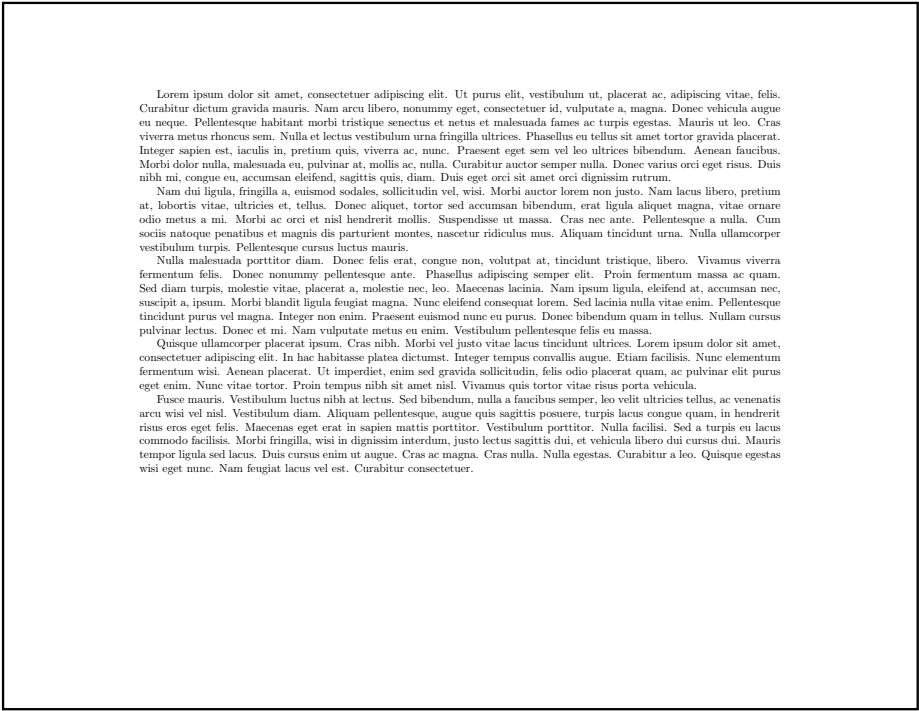 Lorem ipsum dolor sit amet, consectetuer adipiscing elit. Ut purus elit, vestibulum ut, placerat ac, adipiscing vitae, felis.
Curabitur dictum gravida mauris. Nam arcu libero, nonummy eget, consectetuer id, vulputate a, magna. Donec vehicula augue
eu neque. Pellentesque habitant morbi tristique senectus et netus et malesuada fames ac turpis egestas. Mauris ut leo. Cras
viverra metus rhoncus sem. Nulla et lectus vestibulum urna fringilla ultrices. Phasellus eu tellus sit amet tortor gravida placerat.
Integer sapien est, iaculis in, pretium quis, viverra ac, nunc. Praesent eget sem vel leo ultrices bibendum. Aenean faucibus.
Morbi dolor nulla, malesuada eu, pulvinar at, mollis ac, nulla. Curabitur auctor semper nulla. Donec varius orci eget risus. Duis
nibh mi, congue eu, accumsan eleifend, sagittis quis, diam. Duis eget orci sit amet orci dignissim rutrum.
Nam dui ligula, fringilla a, euismod sodales, sollicitudin vel, wisi. Morbi auctor lorem non justo. Nam lacus libero, pretium
at, lobortis vitae, ultricies et, tellus. Donec aliquet, tortor sed accumsan bibendum, erat ligula aliquet magna, vitae ornare
odio metus a mi. Morbi ac orci et nisl hendrerit mollis. Suspendisse ut massa. Cras nec ante. Pellentesque a nulla. Cum
sociis natoque penatibus et magnis dis parturient montes, nascetur ridiculus mus. Aliquam tincidunt urna. Nulla ullamcorper
vestibulum turpis. Pellentesque cursus luctus mauris.
Nulla malesuada porttitor diam. Donec felis erat, congue non, volutpat at, tincidunt tristique, libero. Vivamus viverra
fermentum felis. Donec nonummy pellentesque ante. Phasellus adipiscing semper elit. Proin fermentum massa ac quam.
Sed diam turpis, molestie vitae, placerat a, molestie nec, leo. Maecenas lacinia. Nam ipsum ligula, eleifend at, accumsan nec,
suscipit a, ipsum. Morbi blandit ligula feugiat magna. Nunc eleifend consequat lorem. Sed lacinia nulla vitae enim. Pellentesque
tincidunt purus vel magna. Integer non enim. Praesent euismod nunc eu purus. Donec bibendum quam in tellus. Nullam cursus
pulvinar lectus. Donec et mi. Nam vulputate metus eu enim. Vestibulum pellentesque felis eu massa.
Quisque ullamcorper placerat ipsum. Cras nibh. Morbi vel justo vitae lacus tincidunt ultrices. Lorem ipsum dolor sit amet,
consectetuer adipiscing elit. In hac habitasse platea dictumst. Integer tempus convallis augue. Etiam facilisis. Nunc elementum
fermentum wisi. Aenean placerat. Ut imperdiet, enim sed gravida sollicitudin, felis odio placerat quam, ac pulvinar elit purus
eget enim. Nunc vitae tortor. Proin tempus nibh sit amet nisl. Vivamus quis tortor vitae risus porta vehicula.
Fusce mauris. Vestibulum luctus nibh at lectus. Sed bibendum, nulla a faucibus semper, leo velit ultricies tellus, ac venenatis
arcu wisi vel nisl. Vestibulum diam. Aliquam pellentesque, augue quis sagittis posuere, turpis lacus congue quam, in hendrerit
risus eros eget felis. Maecenas eget erat in sapien mattis porttitor. Vestibulum porttitor. Nulla facilisi. Sed a turpis eu lacus
commodo facilisis. Morbi fringilla, wisi in dignissim interdum, justo lectus sagittis dui, et vehicula libero dui cursus dui. Mauris
tempor ligula sed lacus. Duis cursus enim ut augue. Cras ac magna. Cras nulla. Nulla egestas. Curabitur a leo. Quisque egestas
wisi eget nunc. Nam feugiat lacus vel est. Curabitur consectetuer.